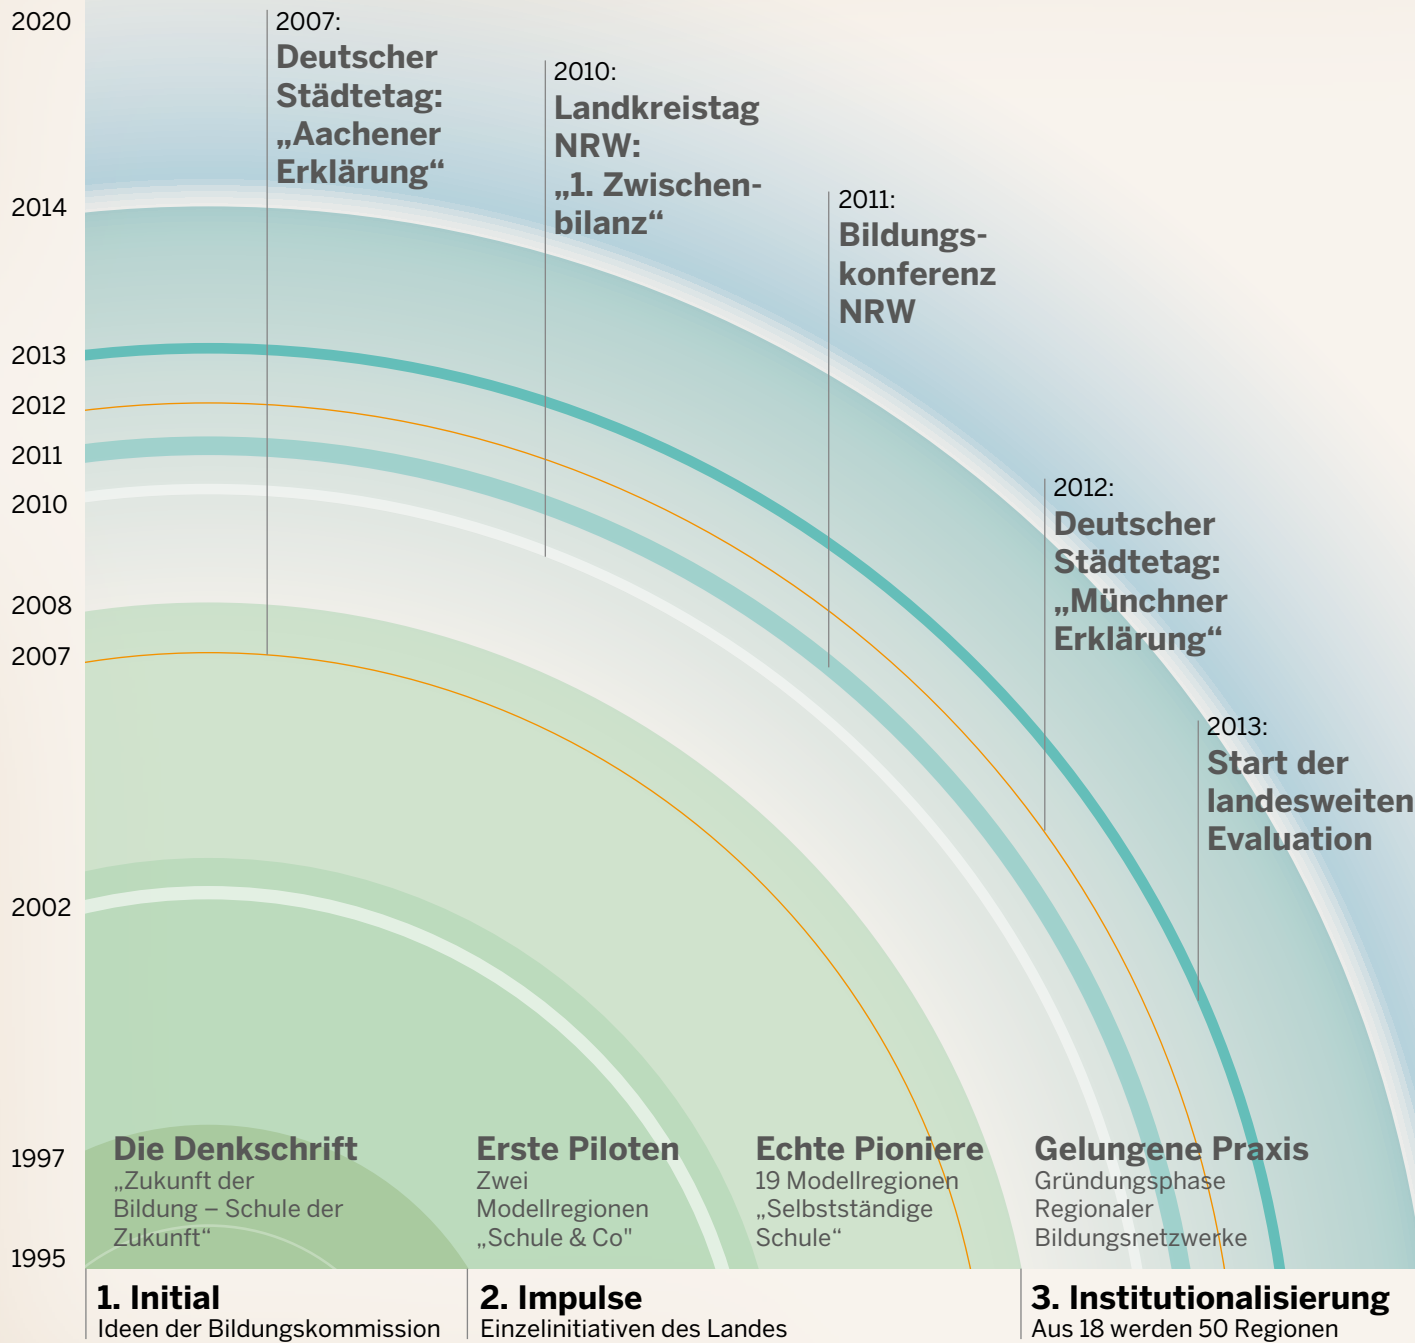 2020
2014
2013
2012
2011
2010
2008
2007
2002
1997
1995
2007:
Deutscher
Städtetag:
„Aachener
Erklärung“
2010:
Landkreistag
NRW:
„1. Zwischen-
bilanz“
2011:
Bildungs-
konferenz
NRW
2012:
Deutscher
Städtetag:
„Münchner
Erklärung“
2013:
Start der
landesweiten
Evaluation
Die Denkschrift
„Zukunft der
Bildung – Schule der
Zukunft“
Erste Piloten
Zwei
Modellregionen
„Schule & Co"
Echte Pioniere
19 Modellregionen
„Selbstständige
Schule“
Gelungene Praxis
Gründungsphase
Regionaler
Bildungsnetzwerke
1. Initial
Ideen der Bildungskommission
2. Impulse
Einzelinitiativen des Landes
3. Institutionalisierung
Aus 18 werden 50 Regionen